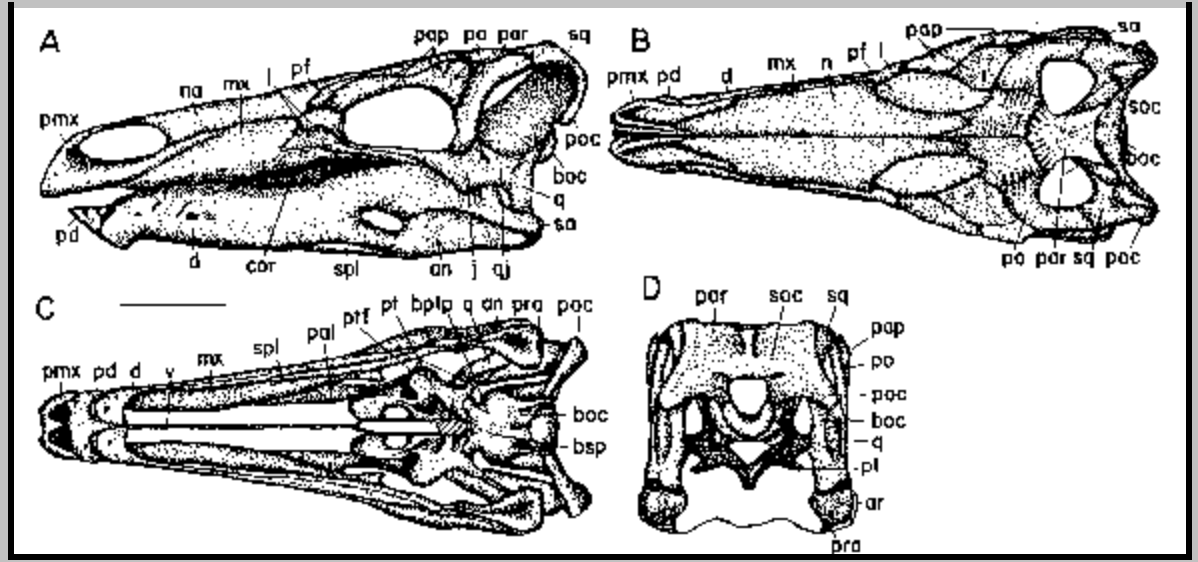 A
pap po par sq
l pf
na mx
pmx
poc
boc
q
sa
pd
d cor spl an j qj
B
pap sa
pf l
mx n
pmx pd d
soc
boc
po par sq poc
C
ptf pt bptp q an pra poc
pmx pd d v mx spl pal
boc
bsp
D
par soc sq
pap
po
poc
boc
q
pt
ar
pra